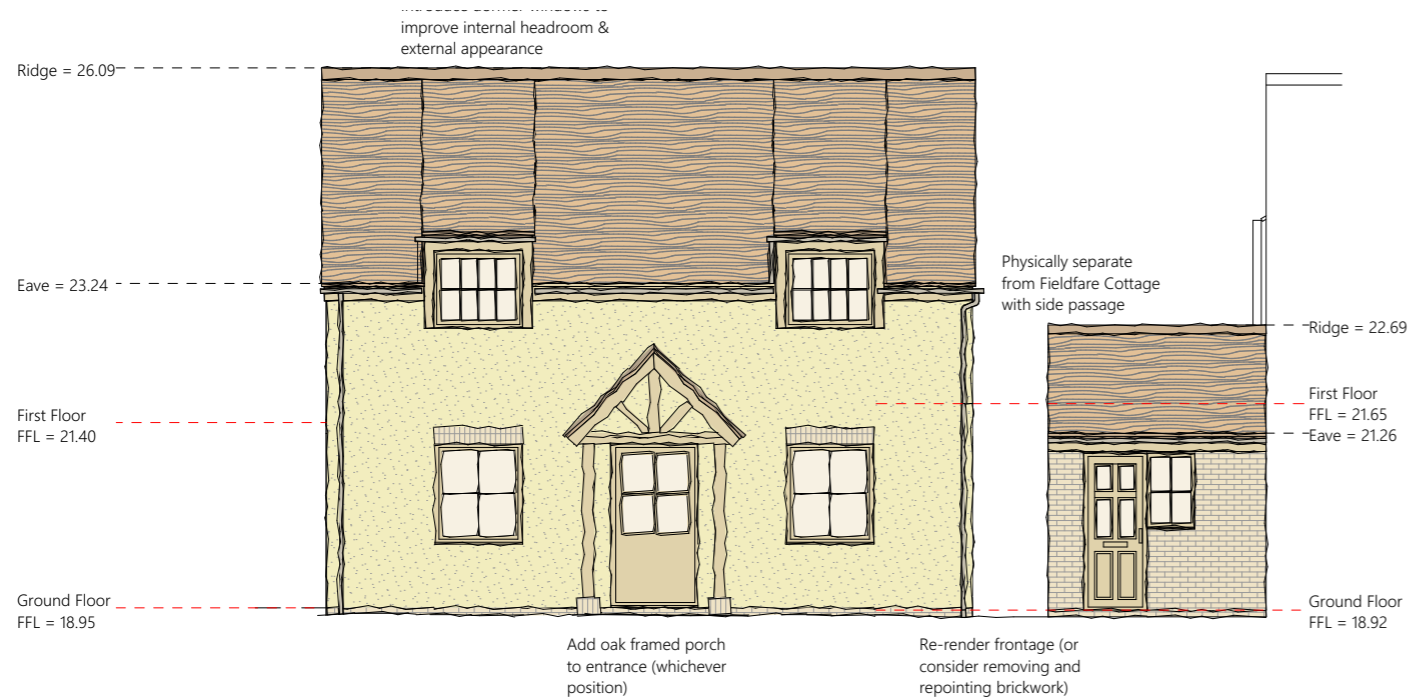 improve internal headroom &
external appearance
Ridge = 26.09
Eave = 23.24
First Floor
FFL = 21.40
Ground Floor
FFL = 18.95
Physically separate
from Fieldfare Cottage
with side passage
Ridge = 22.69
First Floor
FFL = 21.65
Eave = 21.26
Ground Floor
FFL = 18.92
Add oak framed porch
to entrance (whichever
position)
Re-render frontage (or
consider removing and
repointing brickwork)